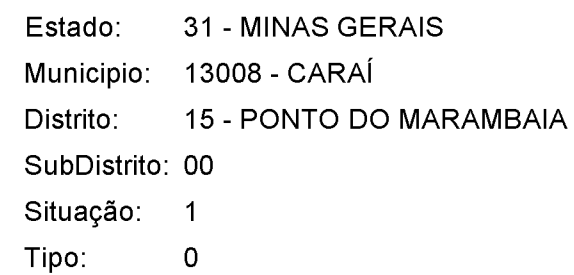 Estado: 31 - MINAS GERAIS
Municipio: 13008 - CARAÍ
Distrito: 15 - PONTO DO MARAMBAIA
SubDistrito: 00
Situação: 1
Tipo: 0